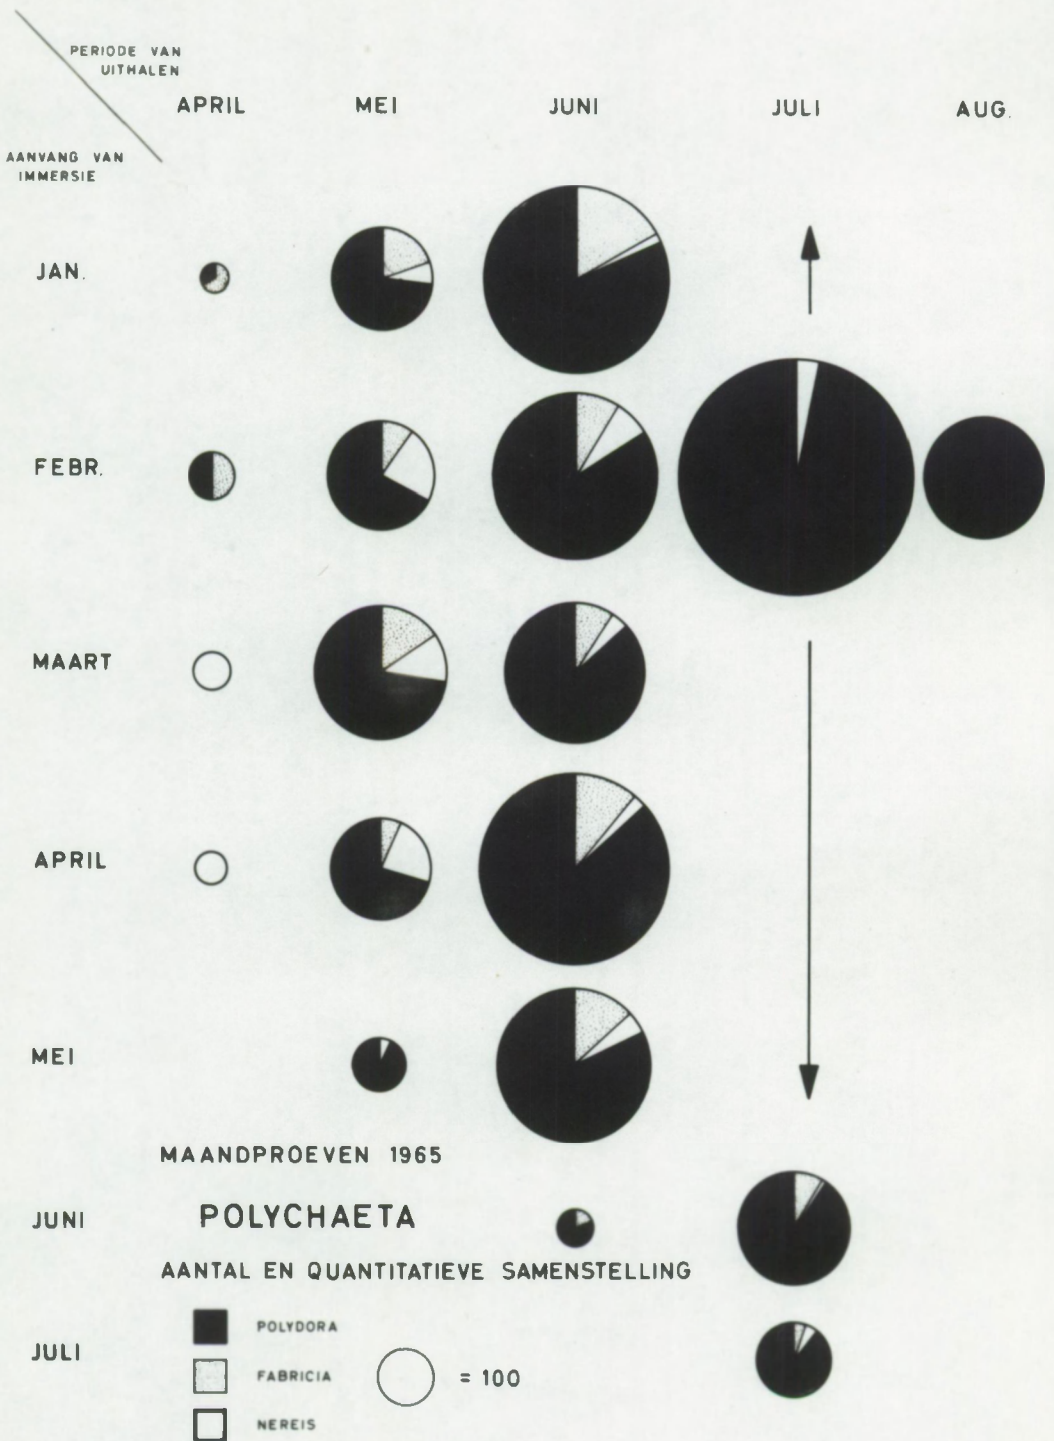 PERIODE VAN
UITHALEN
APRIL MEI JUNI JULI AUG.
AANVANG VAN
IMMERSIE
JAN.
FEBR.
MAART
APRIL
MEI
MAANDPROEVEN 1965
JUNI
POLYCHAETA
AANTAL EN QUANTITATIEVE SAMENSTELLING
JULI
POLYDORA
FABRICIA
= 100
NEREIS